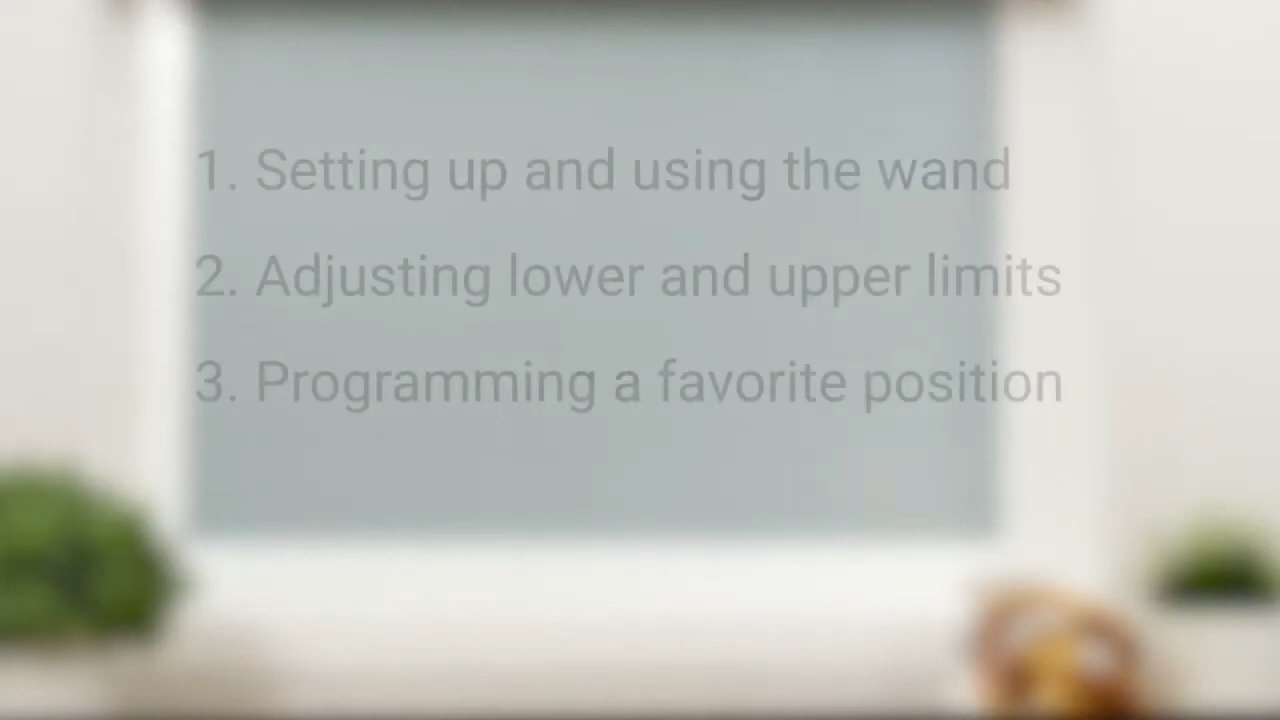 1. Setting up and using the wand
2. Adjusting lower and upper limits
3. Programming a favorite position